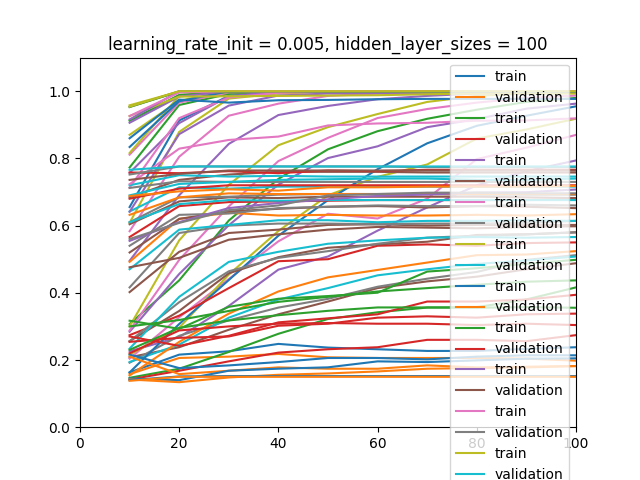 learning_rate_init = 0.005, hidden_layer_sizes = 100
1.0
0.8
0.6
0.4
0.2
0.0
0
20
40
60
80
100
train
validation
train
validation
train
validation
train
validation
train
validation
train
validation
train
validation
train
validation
train
validation
train
validation